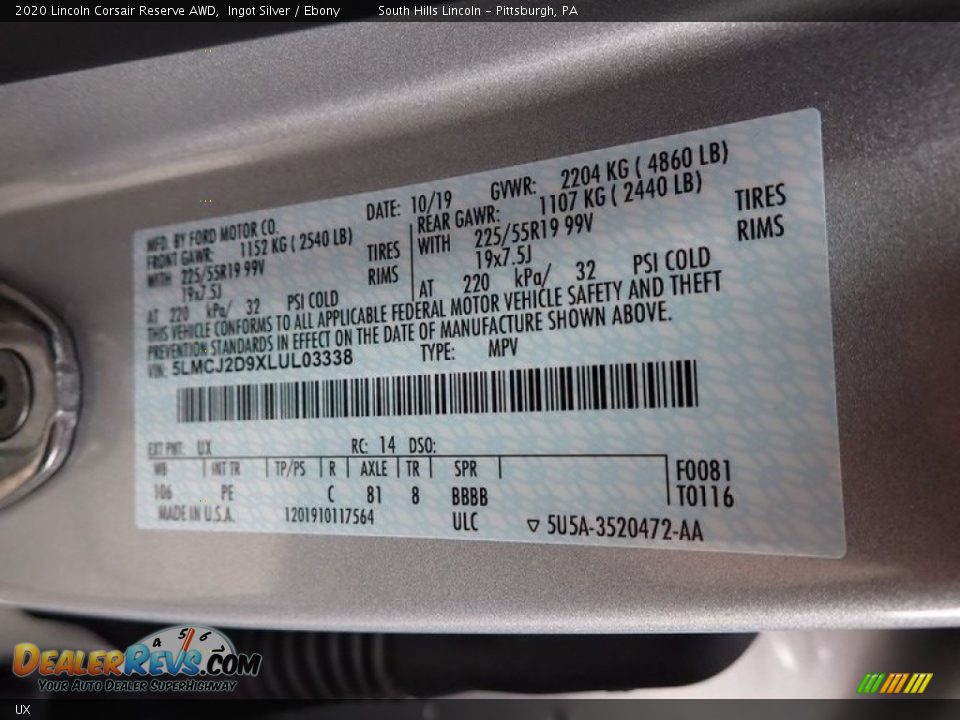 2020 Lincoln Corsair Reserve AWD, Ingot Silver / Ebony South Hills Lincoln - Pittsburgh, PA
MFD. BY FORD MOTOR CO. DATE: 10/19 GVWR: 2204 KG ( 4860 LB)
FRONT GAWR: 1152 KG ( 2540 LB) REAR GAWR: 1107 KG ( 2440 LB)
WITH 225/55R19 99V TIRES WITH 225/55R19 99V TIRES
19x7.5J RIMS 19x7.5J RIMS
AT 220 kPa/ 32 PSI COLD AT 220 kPa/ 32 PSI COLD
THIS VEHICLE CONFORMS TO ALL APPLICABLE FEDERAL MOTOR VEHICLE SAFETY AND THEFT
PREVENTION STANDARDS IN EFFECT ON THE DATE OF MANUFACTURE SHOWN ABOVE.
VIN: 5LMCJ2D9XLUL03338 TYPE: MPV
EXT PNT: UX RC: 14 DSO:
WB INT TR TP/PS R AXLE TR SPR F0081
106 PE C 81 8 BBBB T0116
MADE IN U.S.A. 1201910117564 ULC ▽ 5U5A-3520472-AA
4 5 6
DEALERREVS.COM
YOUR AUTO DEALER SUPERHIGHWAY
UX